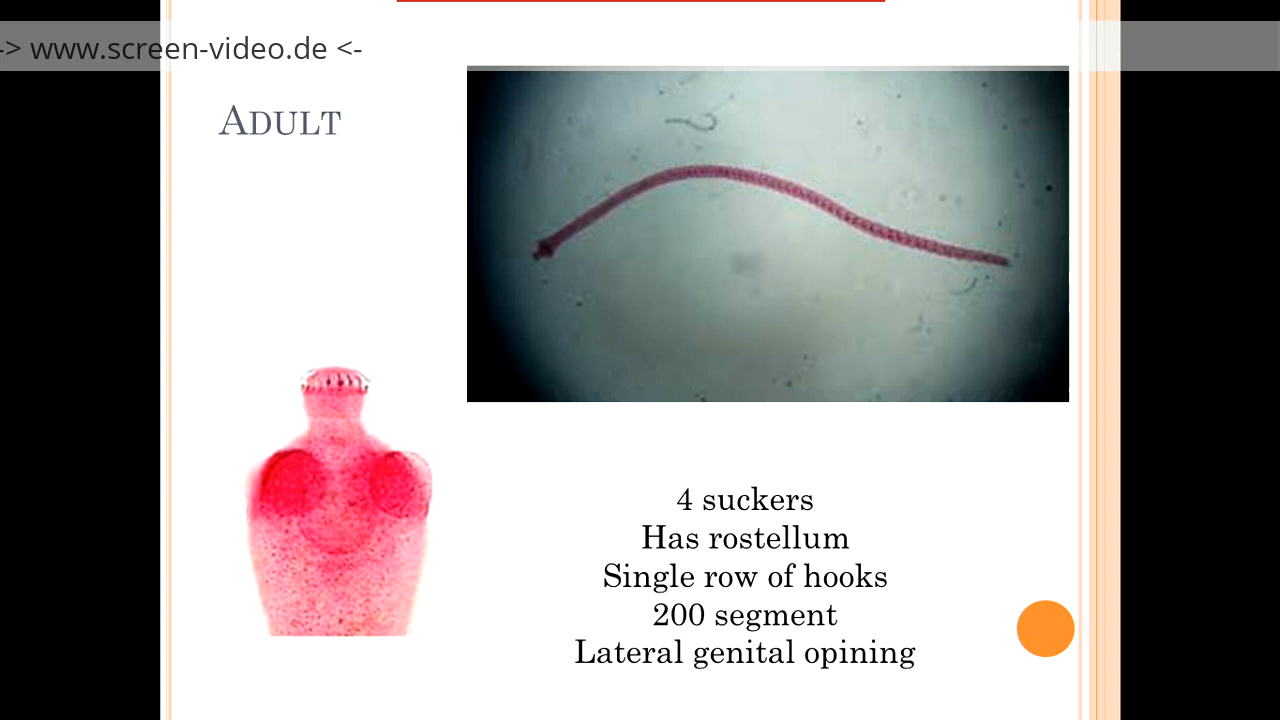 -> www.screen-video.de <-
ADULT
4 suckers
Has rostellum
Single row of hooks
200 segment
Lateral genital opining